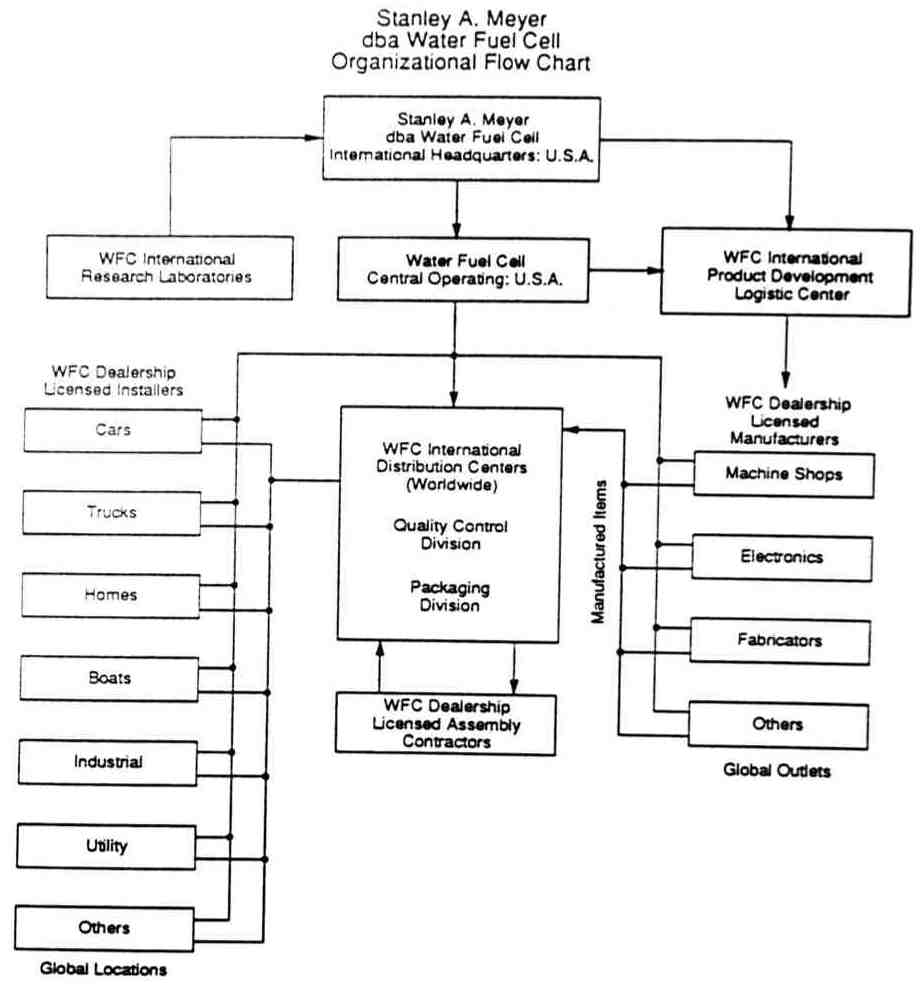 Stanley A. Meyer
dba Water Fuel Cell
Organizational Flow Chart
Stanley A. Meyer
dba Water Fuel Cell
International Headquarters: U.S.A.
WFC International
Research Laboratories
Water Fuel Cell
Central Operating: U.S.A.
WFC International
Product Development
Logistic Center
WFC Dealership
Licensed Installers
Cars
Trucks
Homes
Boats
Industrial
Utility
Others
Global Locations
WFC International
Distribution Centers
(Worldwide)
Quality Control
Division
Packaging
Division
WFC Dealership
Licensed Assembly
Contractors
Manufactured Items
WFC Dealership
Licensed
Manufacturers
Machine Shops
Electronics
Fabricators
Others
Global Outlets